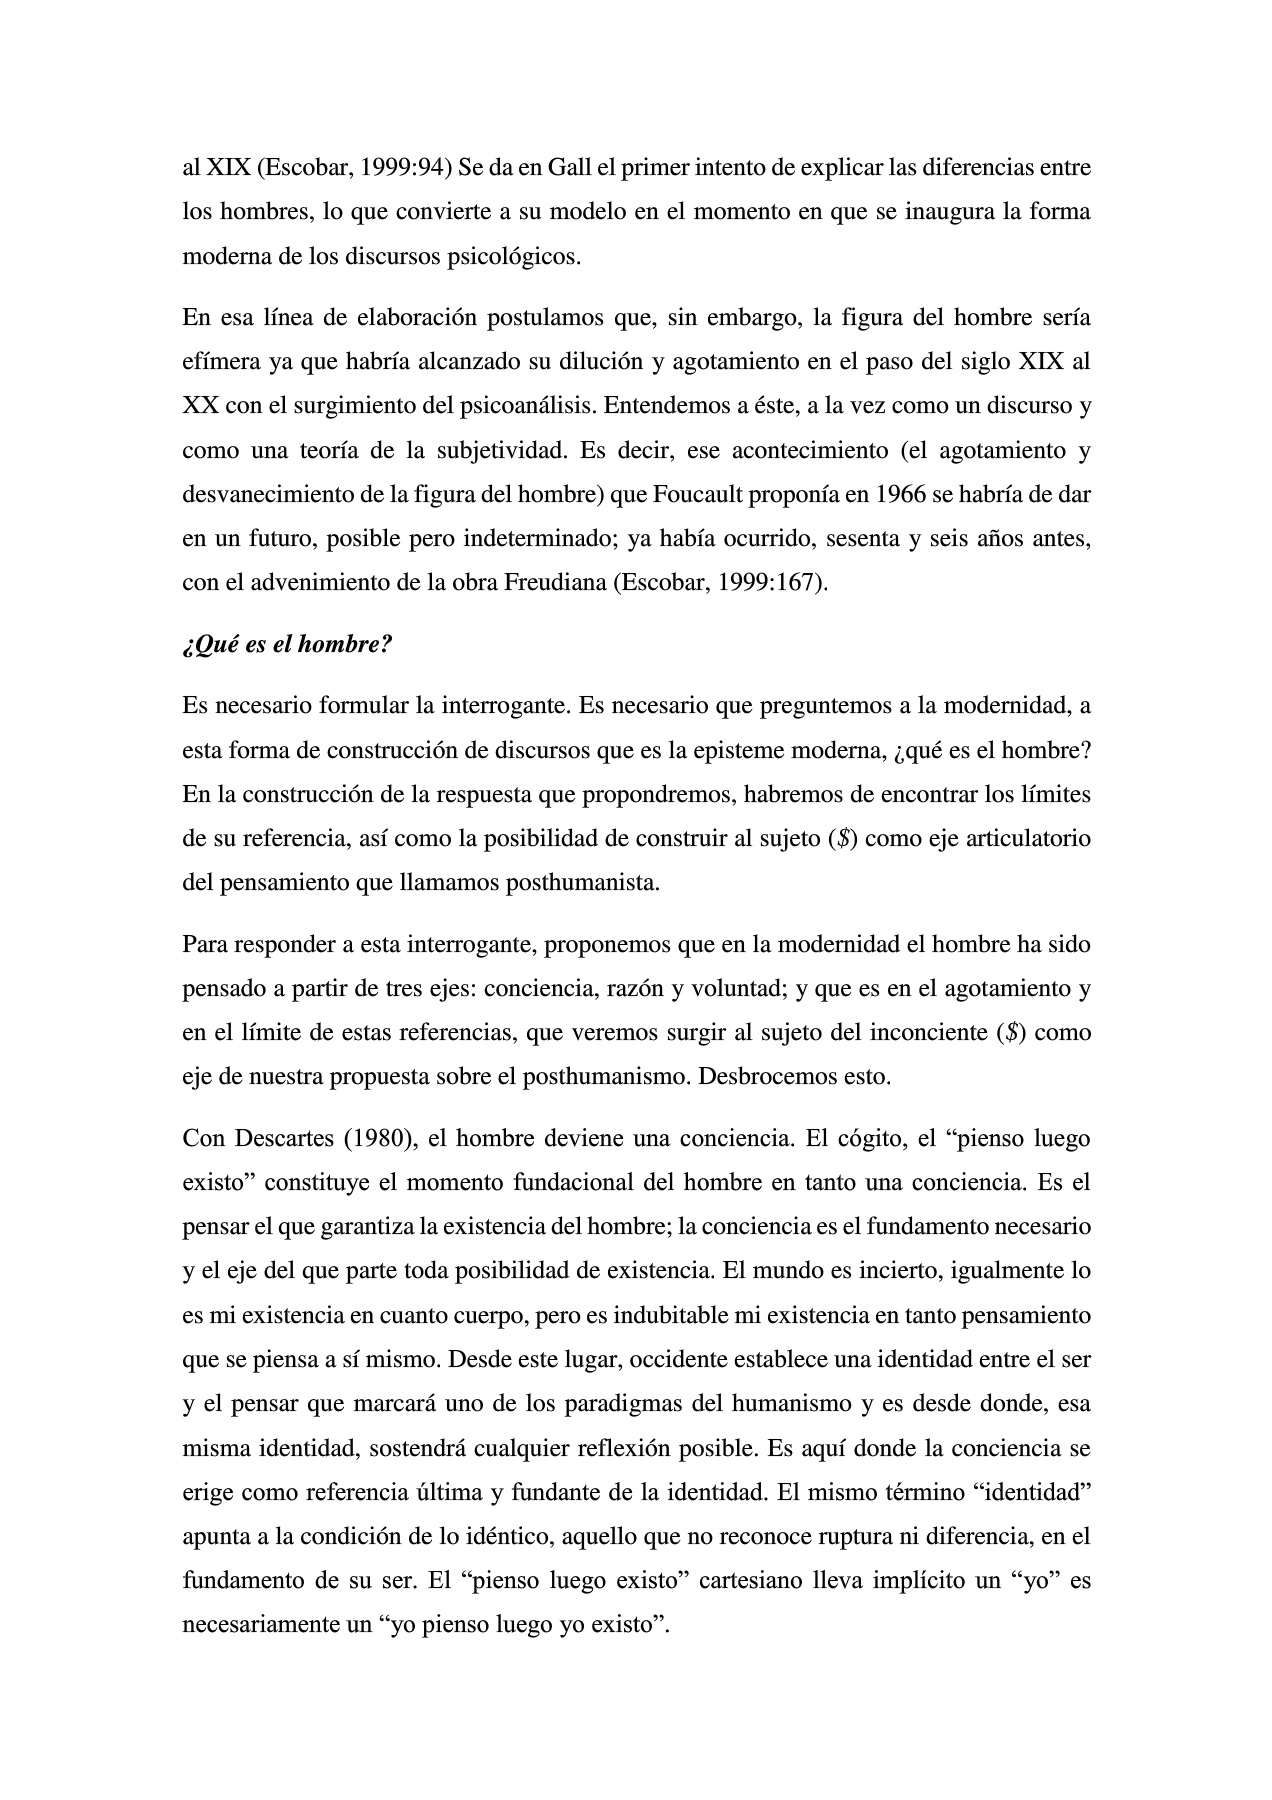 al XIX (Escobar, 1999:94) Se da en Gall el primer intento de explicar las diferencias entre
los hombres, lo que convierte a su modelo en el momento en que se inaugura la forma
moderna de los discursos psicológicos.
En esa línea de elaboración postulamos que, sin embargo, la figura del hombre sería
efímera ya que habría alcanzado su dilución y agotamiento en el paso del siglo XIX al
XX con el surgimiento del psicoanálisis. Entendemos a éste, a la vez como un discurso y
como una teoría de la subjetividad. Es decir, ese acontecimiento (el agotamiento y
desvanecimiento de la figura del hombre) que Foucault proponía en 1966 se habría de dar
en un futuro, posible pero indeterminado; ya había ocurrido, sesenta y seis años antes,
con el advenimiento de la obra Freudiana (Escobar, 1999:167).
¿Qué es el hombre?
Es necesario formular la interrogante. Es necesario que preguntemos a la modernidad, a
esta forma de construcción de discursos que es la episteme moderna, ¿qué es el hombre?
En la construcción de la respuesta que propondremos, habremos de encontrar los límites
de su referencia, así como la posibilidad de construir al sujeto ($) como eje articulatorio
del pensamiento que llamamos posthumanista.
Para responder a esta interrogante, proponemos que en la modernidad el hombre ha sido
pensado a partir de tres ejes: conciencia, razón y voluntad; y que es en el agotamiento y
en el límite de estas referencias, que veremos surgir al sujeto del inconciente ($) como
eje de nuestra propuesta sobre el posthumanismo. Desbrocemos esto.
Con Descartes (1980), el hombre deviene una conciencia. El cógito, el “pienso luego
existo” constituye el momento fundacional del hombre en tanto una conciencia. Es el
pensar el que garantiza la existencia del hombre; la conciencia es el fundamento necesario
y el eje del que parte toda posibilidad de existencia. El mundo es incierto, igualmente lo
es mi existencia en cuanto cuerpo, pero es indubitable mi existencia en tanto pensamiento
que se piensa a sí mismo. Desde este lugar, occidente establece una identidad entre el ser
y el pensar que marcará uno de los paradigmas del humanismo y es desde donde, esa
misma identidad, sostendrá cualquier reflexión posible. Es aquí donde la conciencia se
erige como referencia última y fundante de la identidad. El mismo término “identidad”
apunta a la condición de lo idéntico, aquello que no reconoce ruptura ni diferencia, en el
fundamento de su ser. El “pienso luego existo” cartesiano lleva implícito un “yo” es
necesariamente un “yo pienso luego yo existo”.